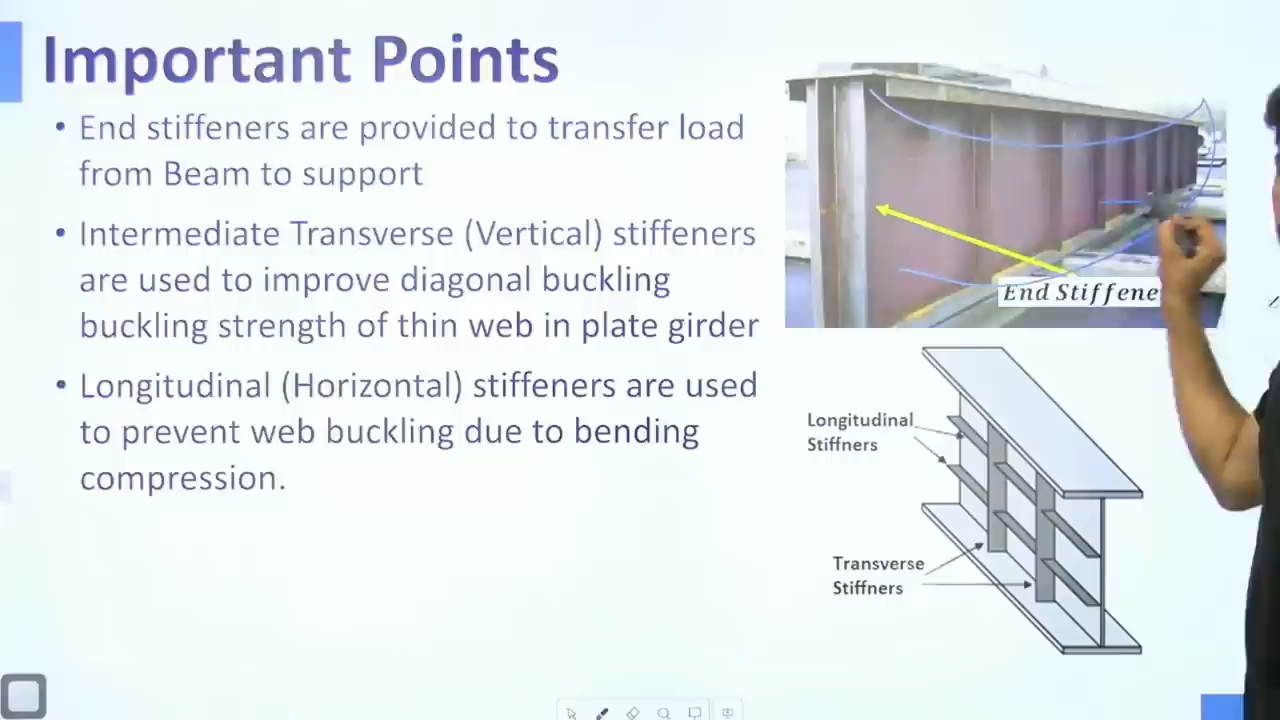 Important Points
• End stiffeners are provided to transfer load
from Beam to support
• Intermediate Transverse (Vertical) stiffeners
are used to improve diagonal buckling
buckling strength of thin web in plate girder
• Longitudinal (Horizontal) stiffeners are used
to prevent web buckling due to bending
compression.
End Stiffene
Longitudinal
Stiffners
Transverse
Stiffners